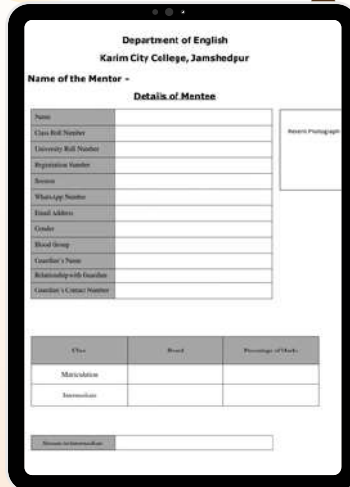 Department of English
Karim City College, Jamshedpur
Name of the Mentor –
Details of Mentee
Name
Recent Photograph
Class Roll Number
University Roll Number
Registration Number
Session
WhatsApp Number
Email Address
Gender
Blood Group
Guardian's Name
Relationship with Guardian
Guardian's Contact Number
Class Board Percentage of Marks
Matriculation
Intermediate